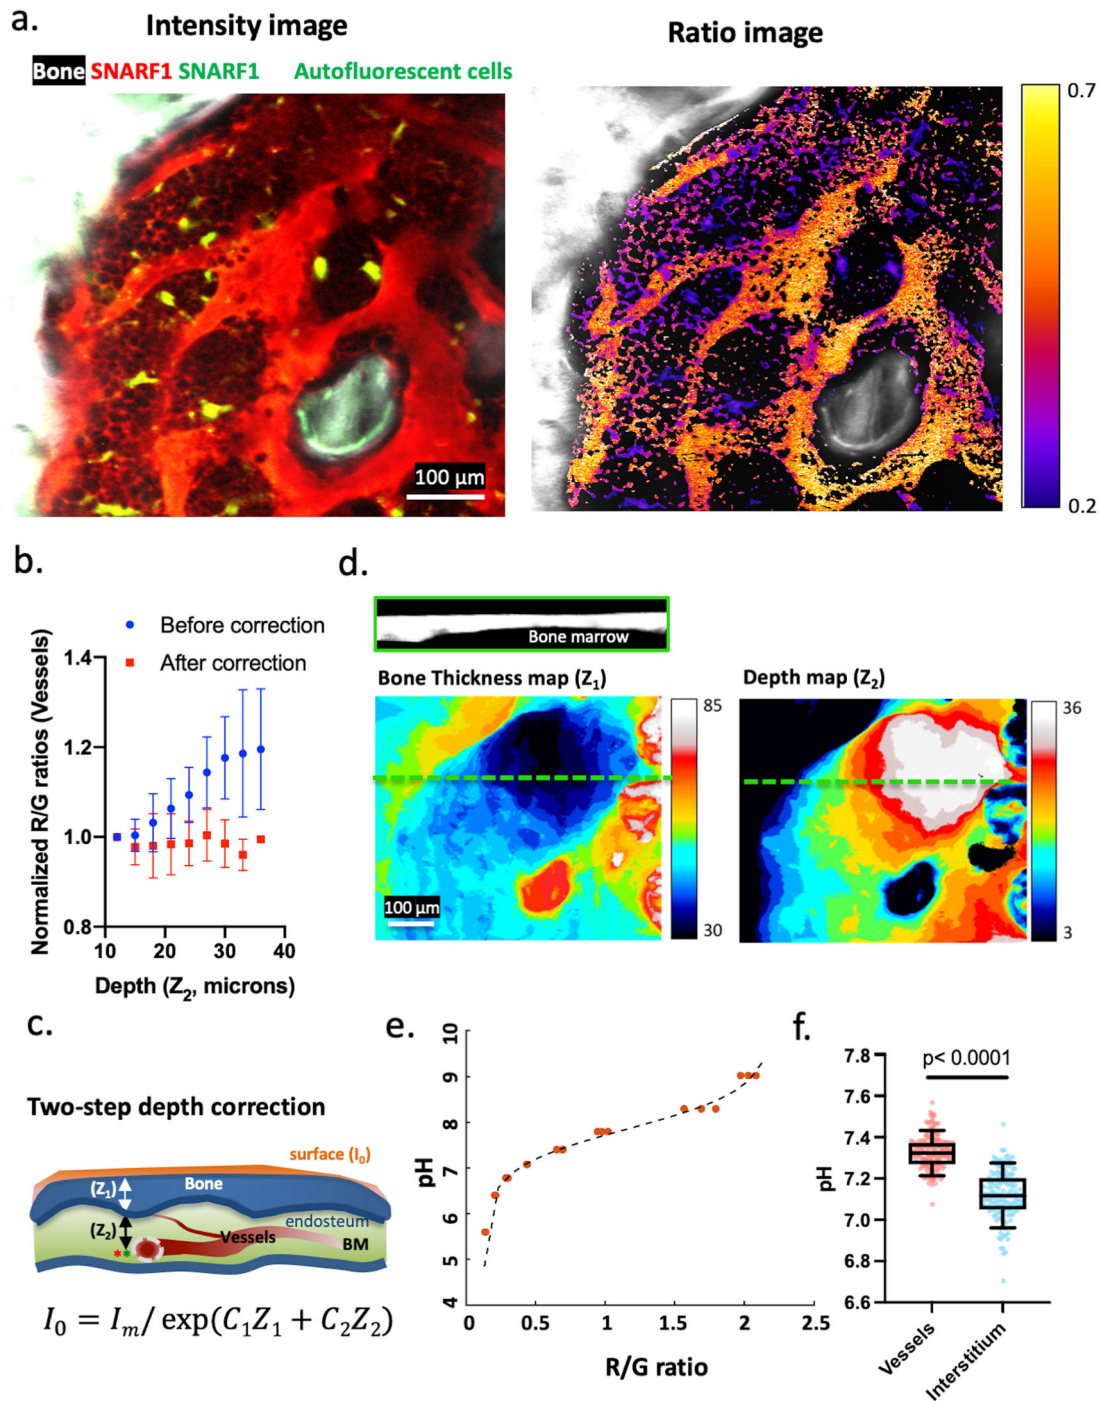 a.
Intensity image
Ratio image
Bone SNARF1 SNARF1 Autofluorescent cells
0.7
0.2
100 µm
b.
Before correction
After correction
Normalized R/G ratios (Vessels)
1.4
1.2
1.0
0.8
10 20 30 40
Depth (Z2, microns)
d.
Bone marrow
Bone Thickness map (Z1)
Depth map (Z2)
85
30
36
3
100 µm
c.
Two-step depth correction
surface (I0)
(Z1)
Bone
(Z2)
endosteum
Vessels
BM
**
I0 = Im/ exp(C1Z1 + C2Z2)
e.
pH
10
9
8
7
6
5
4
0 0.5 1 1.5 2 2.5
R/G ratio
f.
p< 0.0001
pH
7.8
7.6
7.4
7.2
7.0
6.8
6.6
Vessels
Interstitium